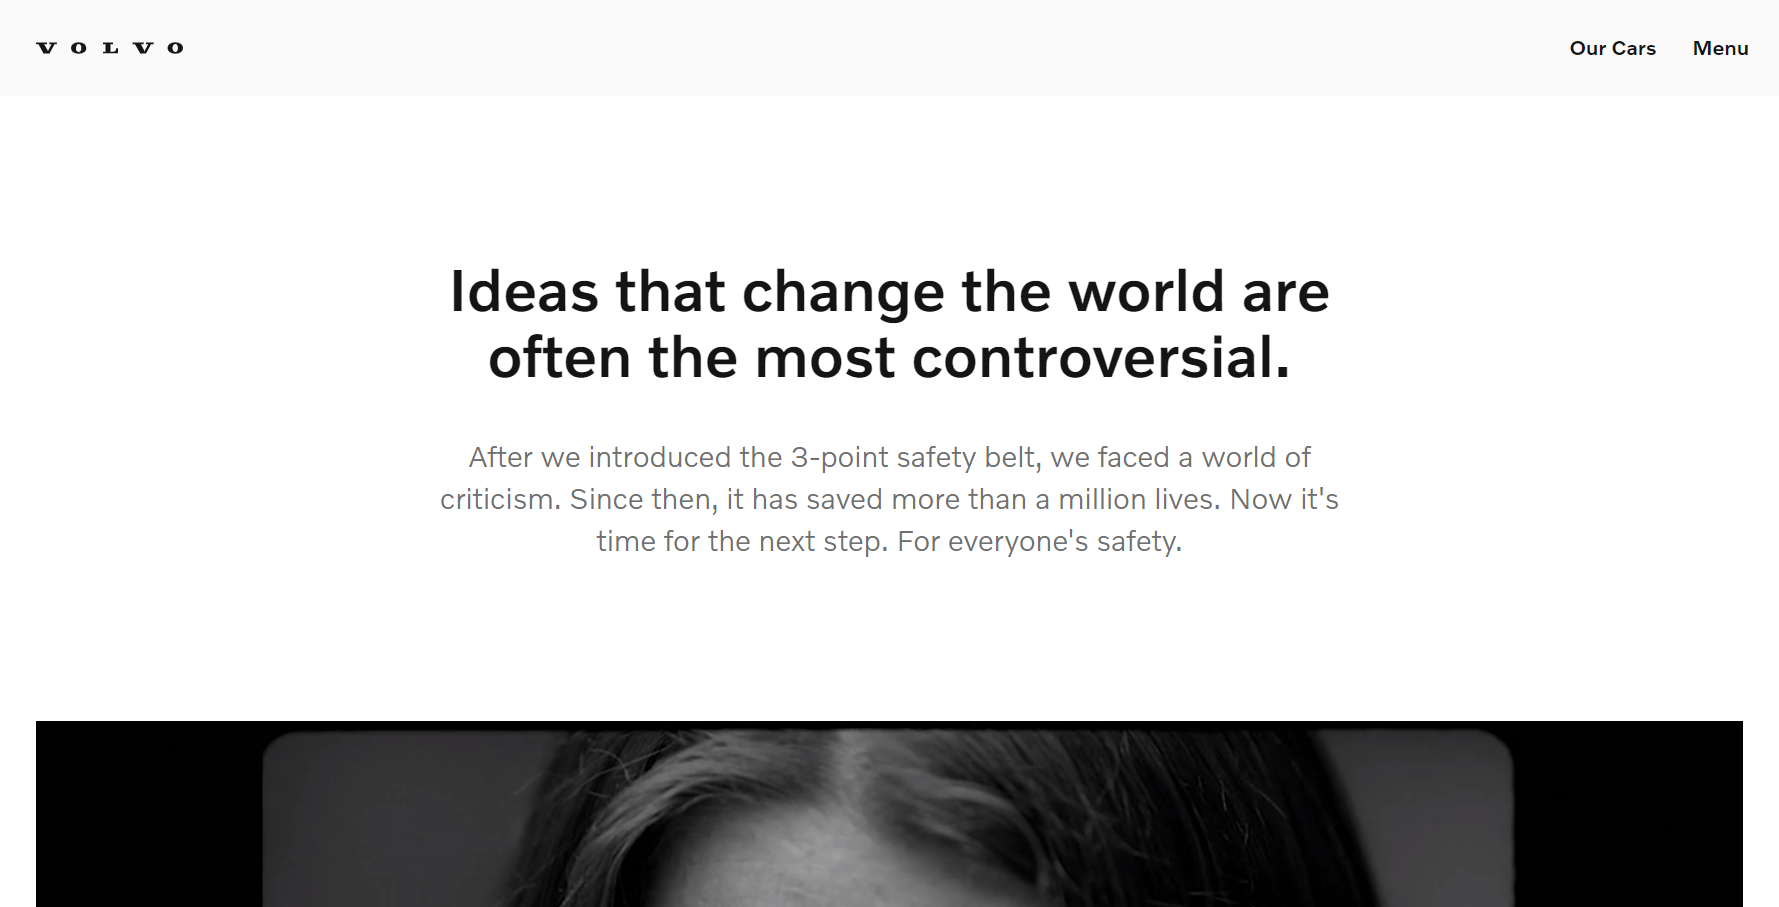 VOLVO
Our Cars
Menu
Ideas that change the world are
often the most controversial.
After we introduced the 3-point safety belt, we faced a world of
criticism. Since then, it has saved more than a million lives. Now it's
time for the next step. For everyone's safety.